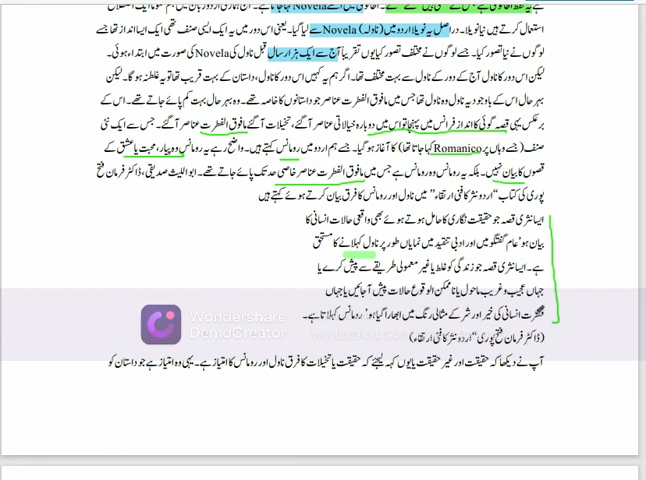 استعمال کرتے ہیں نیا نویلا۔ دراصل یہ نویلا اردو میں (ناولہ) Novela سے لیا گیا۔ یعنی اس دور میں یہ ایک ایسی صنف تھی ایک ایسا انداز تھا جسے
لوگوں نے نیا تصور کیا۔ جسے لوگوں نے مختلف تصور کیا یوں تقریباً آج سے ایک ہزار سال قبل ناول کی Novela کی صورت میں ابتداء ہوئی۔
لیکن اس دور کا ناول آج کے دور کے ناول سے بہت مختلف تھا۔ اگر ہم یہ کہیں اس دور کا ناول، داستان کے بہت قریب تھا تو یہ غلط نہ ہوگا۔ لیکن
بہر حال اس کے باوجود یہ ناول وہ ناول تھا جس میں مافوق الفطرت عناصر جو داستانوں کا خاصہ تھے۔ وہ بہر حال بہت کم پائے جاتے تھے۔ اس کے
برعکس یہی قصہ گوئی کا انداز فرانس میں پہنچا تو اس میں دوبارہ خیالاتی عناصر آگئے، تخیلات آگئے مافوق الفطرت عناصر آگئے۔ جس سے ایک نئی
صنف (جسے وہاں پر Romanico کہا جاتا تھا) کا آغاز ہوگیا۔ جسے ہم اردو میں رومانس کہتے ہیں۔ واضح رہے یہ رومانس وہ پیار، محبت یا عشق کے
قصوں کا بیان نہیں۔ بلکہ یہ رومانس وہ رومانس ہے جس میں مافوق الفطرت عناصر خاصی حد تک پائے جاتے تھے۔ ابواللیث صدیقی، ڈاکٹر فرمان فتح
پوری کی کتاب "اردو نثر کا فنی ارتقاء" میں ناول اور رومانس کا فرق بیان کرتے ہوئے کہتے ہیں
ایسا نثری قصہ جو حقیقت نگاری کا حامل ہوتے ہوئے بھی واقعی حالات انسانی کا
بیان ہو' عام گفتگو میں اور ادبی تنقید میں نمایاں طور پر ناول کہلانے کا مستحق
ہے۔ ایسا نثری قصہ جو زندگی کو غلط یا غیر معمولی طریقے سے پیش کرے یا
جہاں عجیب و غریب ماحول یا ناممکن الوقوع حالات پیش آجائیں یا جہاں
فطرت انسانی کی خیر اور شر کے مثالی رنگ میں ابھارا گیا ہو' رومانس کہلاتا ہے۔
Wondershare
DemoCreator
(ڈاکٹر فرمان فتح پوری "اردو نثر کا فنی ارتقاء)
آپ نے دیکھا کہ حقیقت اور غیر حقیقت یا یوں کہہ لیجئے کہ حقیقت یا تخیلات کا فرق ناول اور رومانس کا امتیاز ہے۔ یہی وہ امتیاز ہے جو داستان کو